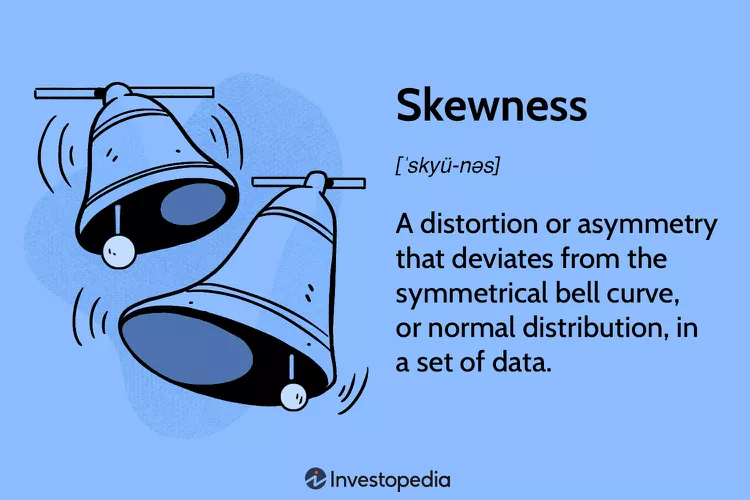 Skewness
[ˈskyü-nəs]
A distortion or asymmetry
that deviates from the
symmetrical bell curve,
or normal distribution, in
a set of data.
Investopedia